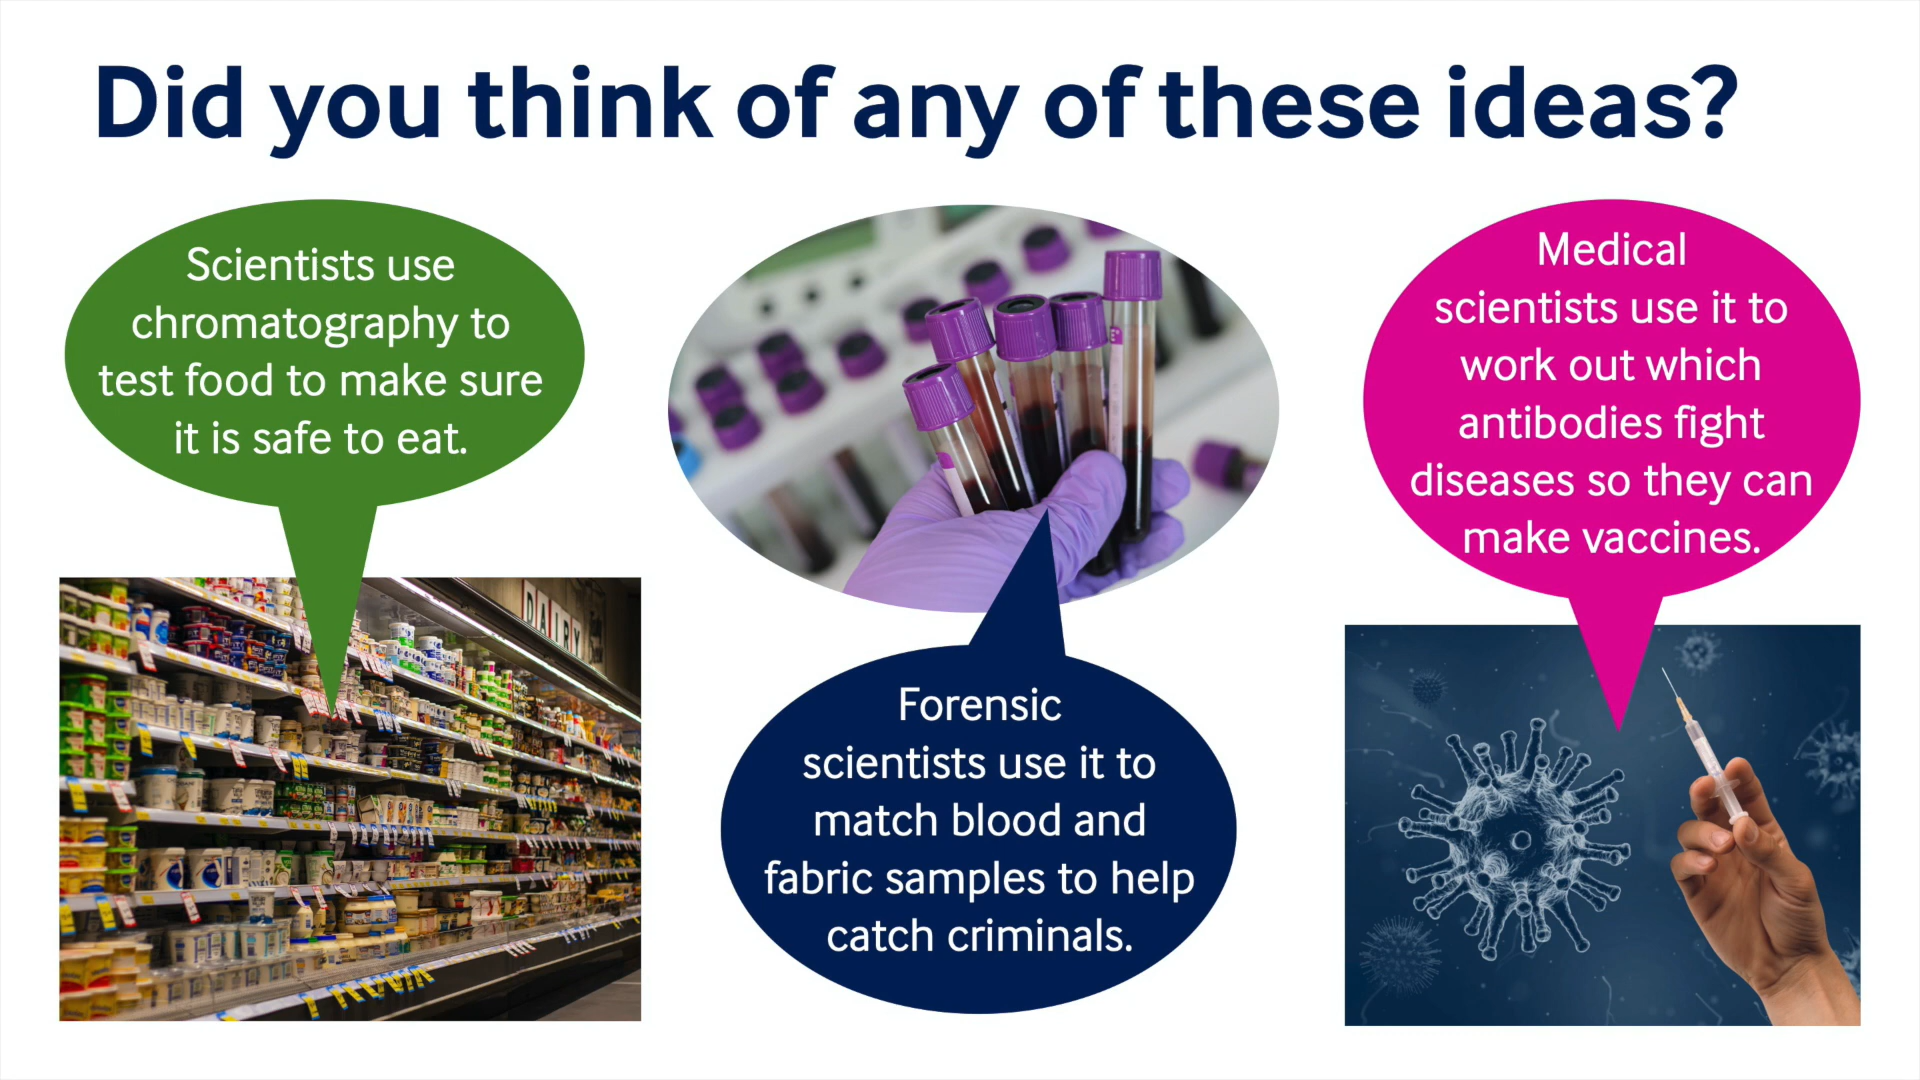 Did you think of any of these ideas?
Scientists use
chromatography to
test food to make sure
it is safe to eat.
DAIRY
Forensic
scientists use it to
match blood and
fabric samples to help
catch criminals.
Medical
scientists use it to
work out which
antibodies fight
diseases so they can
make vaccines.